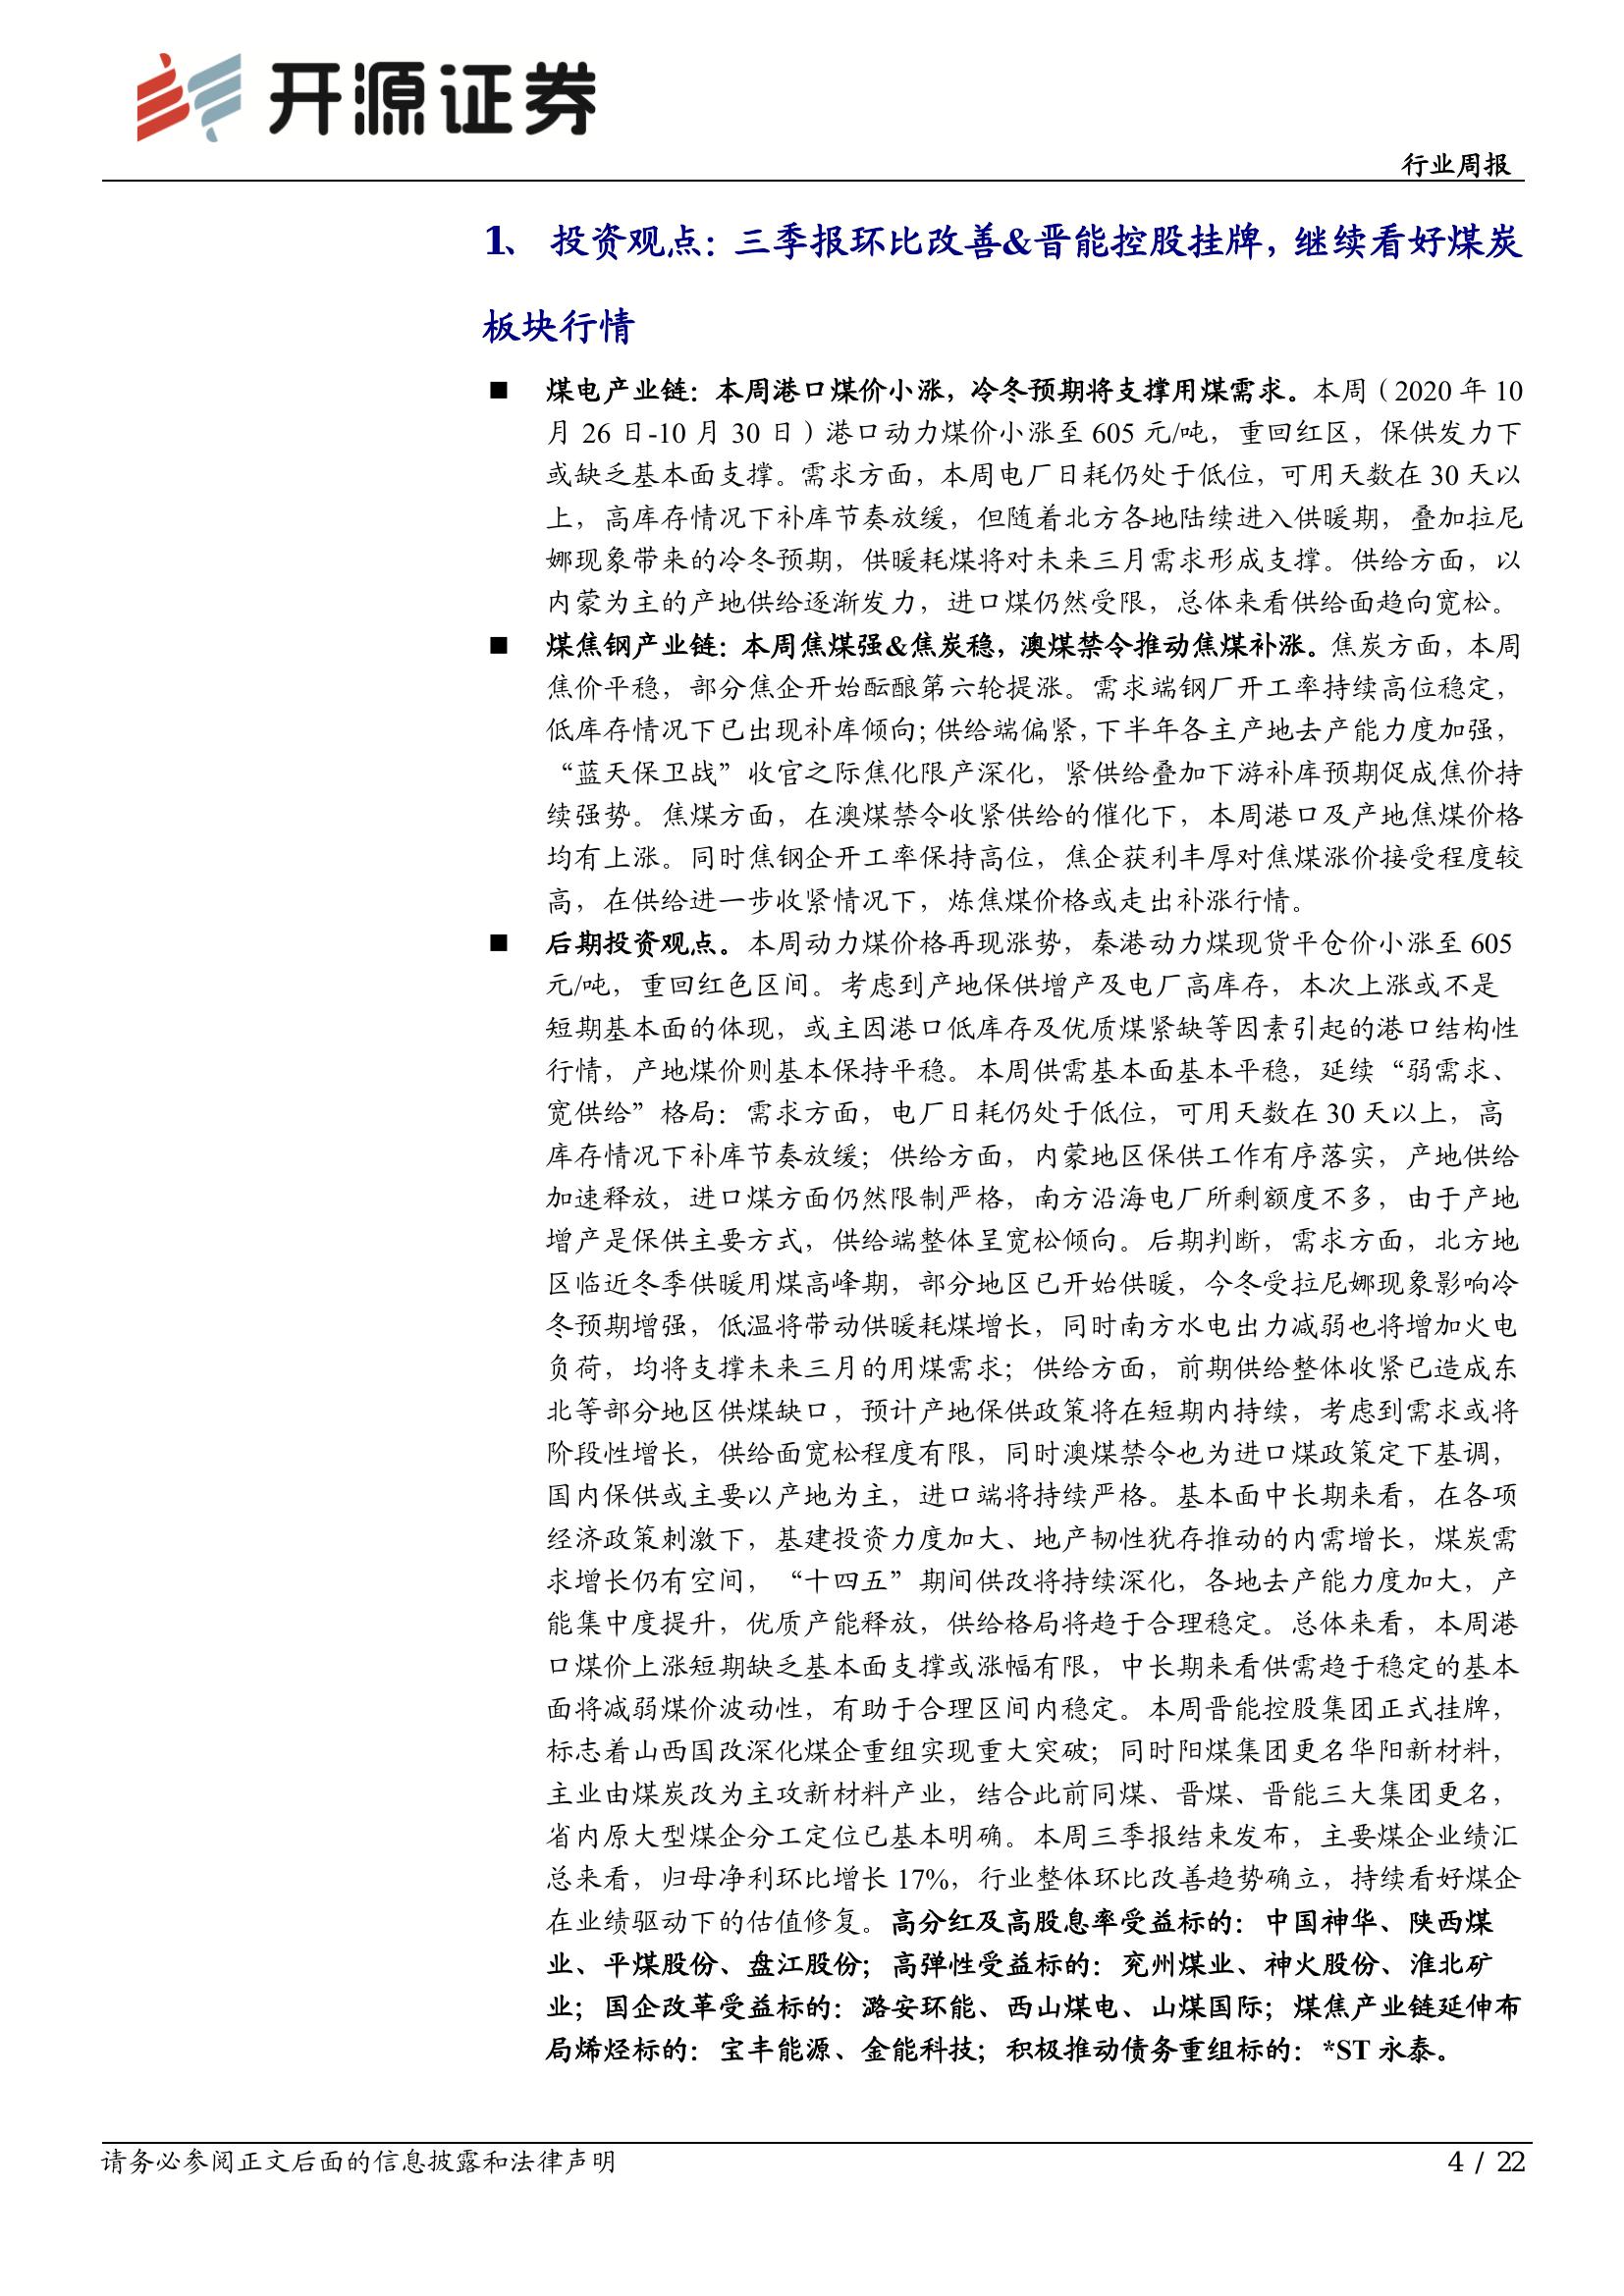 开源证券
行业周报
1、 投资观点：三季报环比改善&晋能控股挂牌，继续看好煤炭
板块行情
■ 煤电产业链：本周港口煤价小涨，冷冬预期将支撑用煤需求。本周（2020 年 10
月 26 日-10 月 30 日）港口动力煤价小涨至 605 元/吨，重回红区，保供发力下
或缺乏基本面支撑。需求方面，本周电厂日耗仍处于低位，可用天数在 30 天以
上，高库存情况下补库节奏放缓，但随着北方各地陆续进入供暖期，叠加拉尼
娜现象带来的冷冬预期，供暖耗煤将对未来三月需求形成支撑。供给方面，以
内蒙为主的产地供给逐渐发力，进口煤仍然受限，总体来看供给面趋向宽松。
■ 煤焦钢产业链：本周焦煤强&焦炭稳，澳煤禁令推动焦煤补涨。焦炭方面，本周
焦价平稳，部分焦企开始酝酿第六轮提涨。需求端钢厂开工率持续高位稳定，
低库存情况下已出现补库倾向；供给端偏紧，下半年各主产地去产能力度加强，
“蓝天保卫战”收官之际焦化限产深化，紧供给叠加下游补库预期促成焦价持
续强势。焦煤方面，在澳煤禁令收紧供给的催化下，本周港口及产地焦煤价格
均有上涨。同时焦钢企开工率保持高位，焦企获利丰厚对焦煤涨价接受程度较
高，在供给进一步收紧情况下，炼焦煤价格或走出补涨行情。
■ 后期投资观点。本周动力煤价格再现涨势，秦港动力煤现货平仓价小涨至 605
元/吨，重回红色区间。考虑到产地保供增产及电厂高库存，本次上涨或不是
短期基本面的体现，或主因港口低库存及优质煤紧缺等因素引起的港口结构性
行情，产地煤价则基本保持平稳。本周供需基本面基本平稳，延续“弱需求、
宽供给”格局：需求方面，电厂日耗仍处于低位，可用天数在 30 天以上，高
库存情况下补库节奏放缓；供给方面，内蒙地区保供工作有序落实，产地供给
加速释放，进口煤方面仍然限制严格，南方沿海电厂所剩额度不多，由于产地
增产是保供主要方式，供给端整体呈宽松倾向。后期判断，需求方面，北方地
区临近冬季供暖用煤高峰期，部分地区已开始供暖，今冬受拉尼娜现象影响冷
冬预期增强，低温将带动供暖耗煤增长，同时南方水电出力减弱也将增加火电
负荷，均将支撑未来三月的用煤需求；供给方面，前期供给整体收紧已造成东
北等部分地区供煤缺口，预计产地保供政策将在短期内持续，考虑到需求或将
阶段性增长，供给面宽松程度有限，同时澳煤禁令也为进口煤政策定下基调，
国内保供或主要以产地为主，进口端将持续严格。基本面中长期来看，在各项
经济政策刺激下，基建投资力度加大、地产韧性犹存推动的内需增长，煤炭需
求增长仍有空间，“十四五”期间供改将持续深化，各地去产能力度加大，产
能集中度提升，优质产能释放，供给格局将趋于合理稳定。总体来看，本周港
口煤价上涨短期缺乏基本面支撑或涨幅有限，中长期来看供需趋于稳定的基本
面将减弱煤价波动性，有助于合理区间内稳定。本周晋能控股集团正式挂牌，
标志着山西国改深化煤企重组实现重大突破；同时阳煤集团更名华阳新材料，
主业由煤炭改为主攻新材料产业，结合此前同煤、晋煤、晋能三大集团更名，
省内原大型煤企分工定位已基本明确。本周三季报结束发布，主要煤企业绩汇
总来看，归母净利环比增长 17%，行业整体环比改善趋势确立，持续看好煤企
在业绩驱动下的估值修复。高分红及高股息率受益标的：中国神华、陕西煤
业、平煤股份、盘江股份；高弹性受益标的：兖州煤业、神火股份、淮北矿
业；国企改革受益标的：潞安环能、西山煤电、山煤国际；煤焦产业链延伸布
局烯烃标的：宝丰能源、金能科技；积极推动债务重组标的：*ST 永泰。
请务必参阅正文后面的信息披露和法律声明
4 / 22